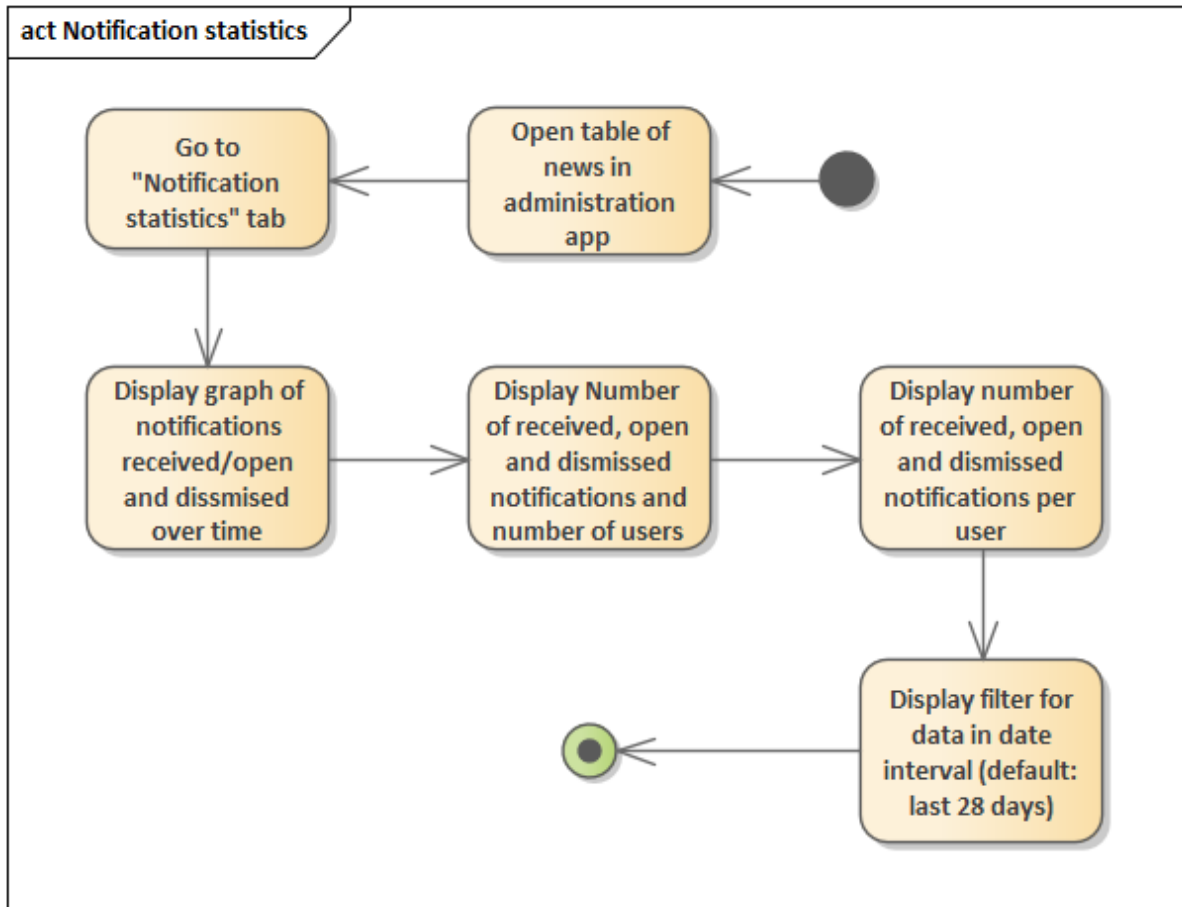 act Notification statistics
Open table of
news in
administration
app
Go to
"Notification
statistics" tab
Display graph of
notifications
received/open
and dissmised
over time
Display Number
of received, open
and dismissed
notifications and
number of users
Display number
of received, open
and dismissed
notifications per
user
Display filter for
data in date
interval (default:
last 28 days)